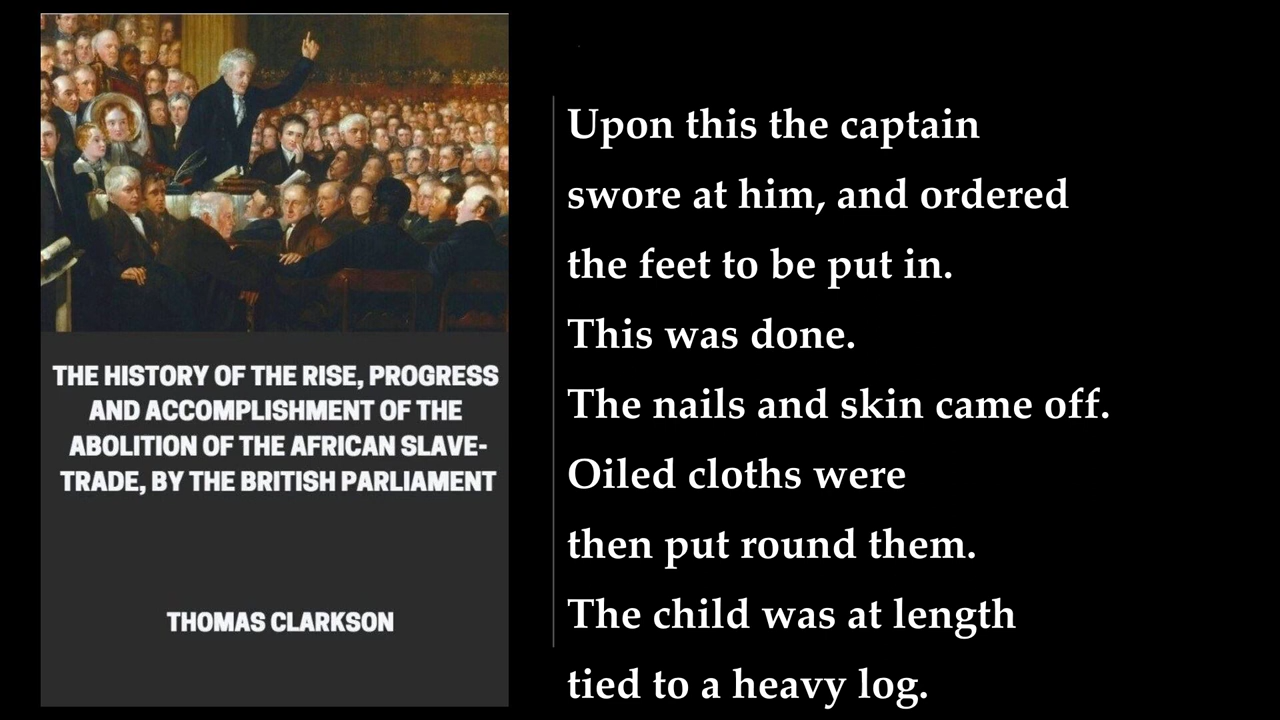 THE HISTORY OF THE RISE, PROGRESS
AND ACCOMPLISHMENT OF THE
ABOLITION OF THE AFRICAN SLAVE-
TRADE, BY THE BRITISH PARLIAMENT
THOMAS CLARKSON
Upon this the captain
swore at him, and ordered
the feet to be put in.
This was done.
The nails and skin came off.
Oiled cloths were
then put round them.
The child was at length
tied to a heavy log.